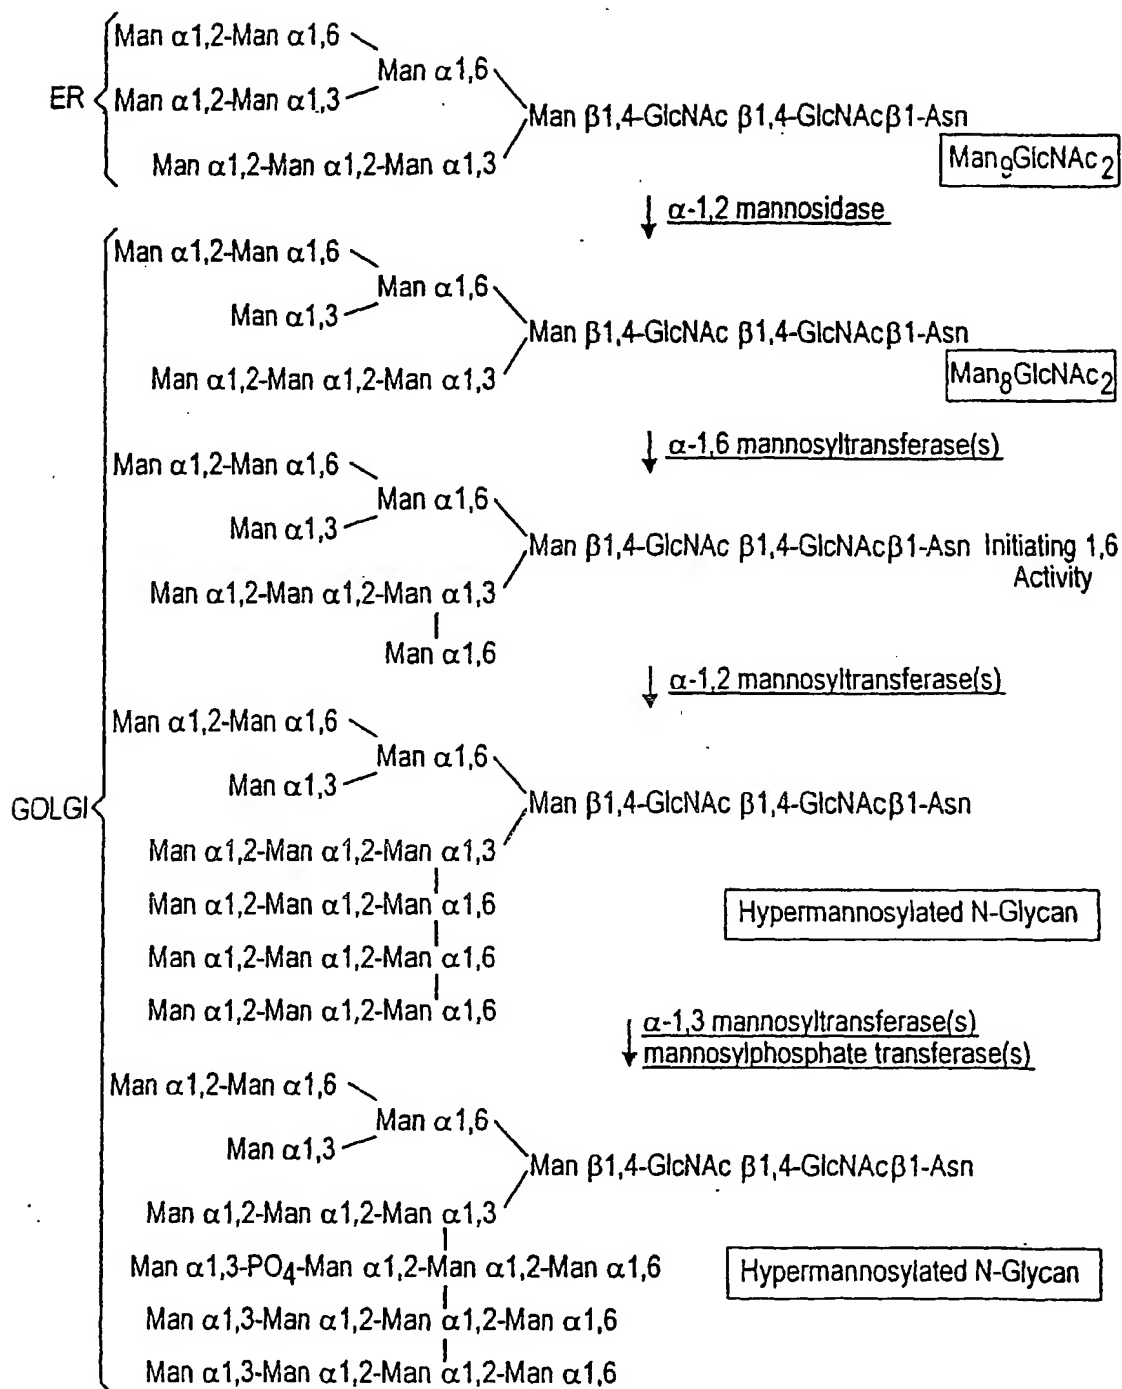 Man α1,2-Man α1,6
Man α1,6
ER
Man α1,2-Man α1,3
Man β1,4-GlcNAc β1,4-GlcNAcβ1-Asn
Man α1,2-Man α1,2-Man α1,3
Man9GlcNAc2
α-1,2 mannosidase
Man α1,2-Man α1,6
Man α1,6
Man α1,3
Man β1,4-GlcNAc β1,4-GlcNAcβ1-Asn
Man α1,2-Man α1,2-Man α1,3
Man8GlcNAc2
α-1,6 mannosyltransferase(s)
Man α1,2-Man α1,6
Man α1,6
Man α1,3
Man β1,4-GlcNAc β1,4-GlcNAcβ1-Asn Initiating 1,6
Activity
Man α1,2-Man α1,2-Man α1,3
Man α1,6
α-1,2 mannosyltransferase(s)
Man α1,2-Man α1,6
Man α1,6
Man α1,3
GOLGI
Man β1,4-GlcNAc β1,4-GlcNAcβ1-Asn
Man α1,2-Man α1,2-Man α1,3
Man α1,2-Man α1,2-Man α1,6
Hypermannosylated N-Glycan
Man α1,2-Man α1,2-Man α1,6
Man α1,2-Man α1,2-Man α1,6
α-1,3 mannosyltransferase(s)
mannosylphosphate transferase(s)
Man α1,2-Man α1,6
Man α1,6
Man α1,3
Man β1,4-GlcNAc β1,4-GlcNAcβ1-Asn
Man α1,2-Man α1,2-Man α1,3
Man α1,3-PO4-Man α1,2-Man α1,2-Man α1,6
Hypermannosylated N-Glycan
Man α1,3-Man α1,2-Man α1,2-Man α1,6
Man α1,3-Man α1,2-Man α1,2-Man α1,6